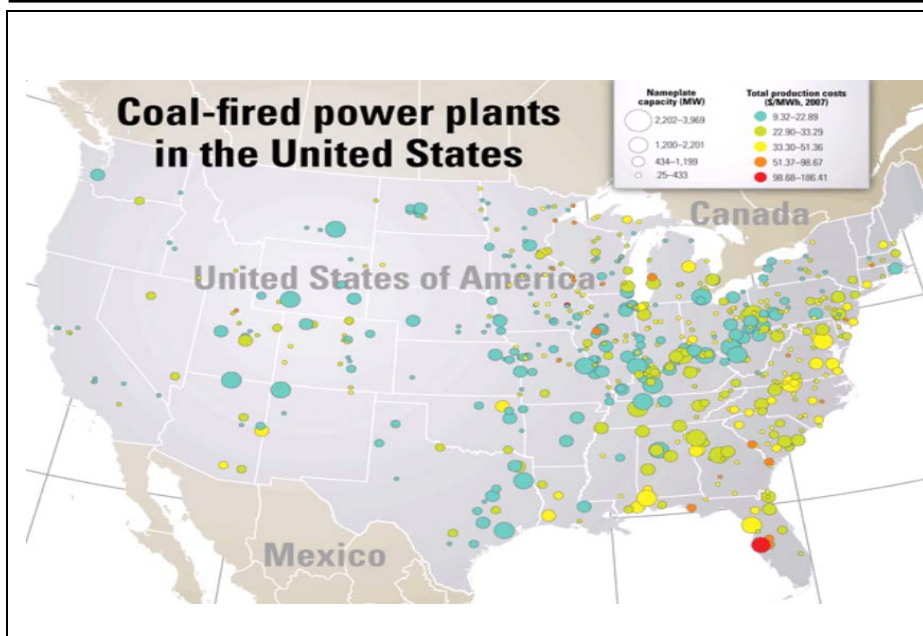 Coal-fired power plants
in the United States
Nameplate
capacity (MW)
2,202–3,969
1,200–2,201
434–1,199
.25–433
Total production costs
($/MWh, 2007)
9.32–22.89
22.90–33.29
33.30–51.36
51.37–98.67
98.68–186.41
Canada
United States of America
Mexico